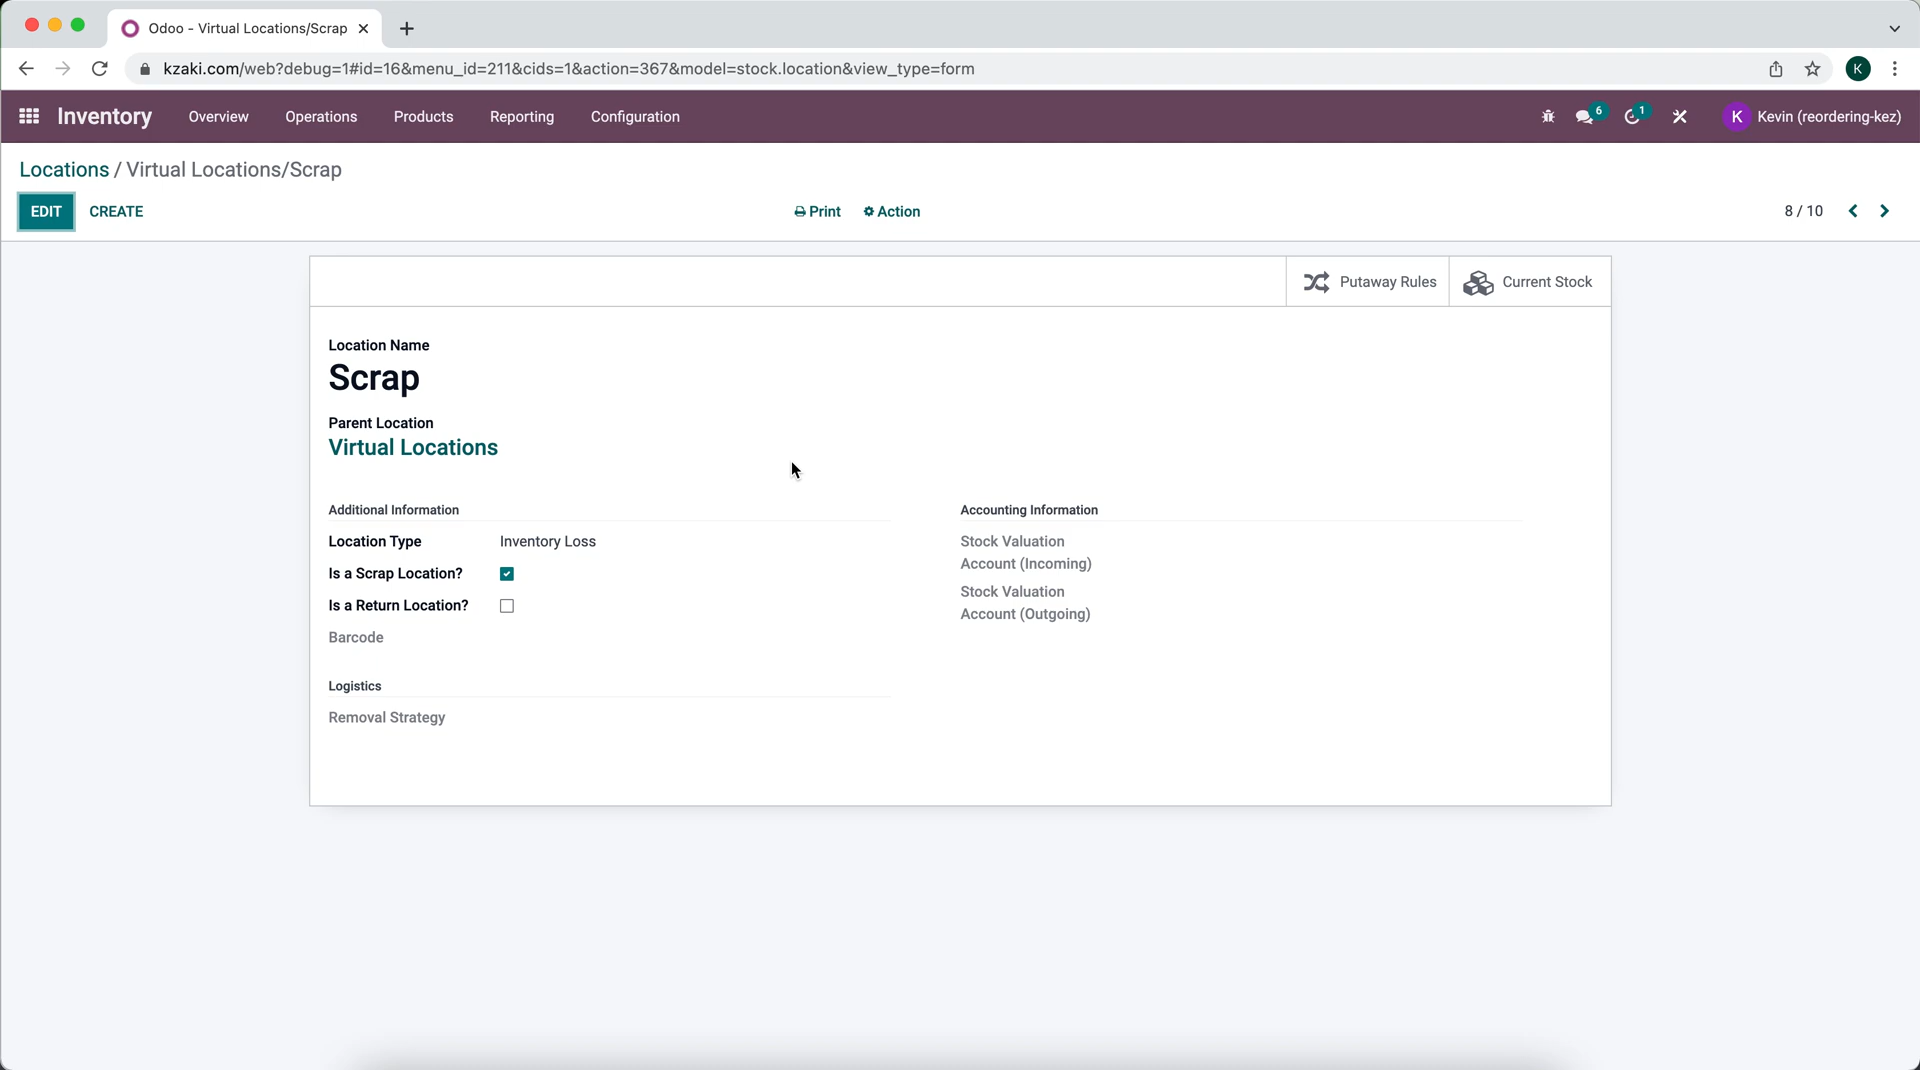 Odoo - Virtual Locations/Scrap
kzaki.com/web?debug=1#id=16&menu_id=211&cids=1&action=367&model=stock.location&view_type=form
K
Inventory Overview Operations Products Reporting Configuration 6 1 K Kevin (reordering-kez)
Locations / Virtual Locations/Scrap
EDIT CREATE Print Action 8 / 10
Putaway Rules Current Stock
Location Name
Scrap
Parent Location
Virtual Locations
Additional Information
Location Type Inventory Loss
Is a Scrap Location?
Is a Return Location?
Barcode
Accounting Information
Stock Valuation
Account (Incoming)
Stock Valuation
Account (Outgoing)
Logistics
Removal Strategy